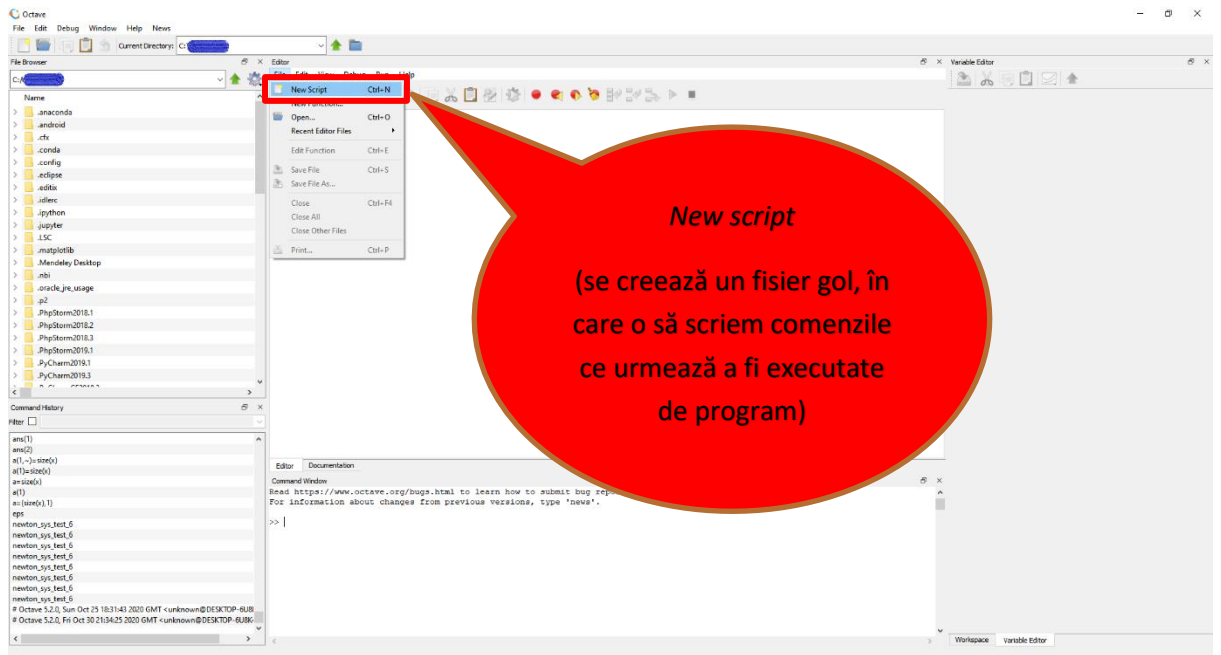 Octave
File Edit Debug Window Help News
Current Directory: C:
File Browser
Editor
Variable Editor
C:/
File Edit View Debug Run Help
New Script Ctrl+N
New Function...
Open... Ctrl+O
Recent Editor Files
Edit Function Ctrl+E
Save File Ctrl+S
Save File As...
Close Ctrl+F4
Close All
Close Other Files
Print... Ctrl+P
Name
.anaconda
.android
.cfx
.conda
.config
.eclipse
.editix
.idlerc
.ipython
.jupyter
.LSC
.matplotlib
.Mendeley Desktop
.nbi
.oracle_jre_usage
.p2
.PhpStorm2018.1
.PhpStorm2018.2
.PhpStorm2018.3
.PhpStorm2019.1
.PyCharm2019.1
.PyCharm2019.3
New script
(se creează un fisier gol, în
care o să scriem comenzile
ce urmează a fi executate
de program)
Command History
Filter
ans(1)
ans(2)
a(1,~)=size(x)
a(1)=size(x)
a=size(x)
a(1)
a=(size(x),1)
eps
newton_sys_test_6
newton_sys_test_6
newton_sys_test_6
newton_sys_test_6
newton_sys_test_6
newton_sys_test_6
newton_sys_test_6
newton_sys_test_6
# Octave 5.2.0, Sun Oct 25 18:31:43 2020 GMT <unknown@DESKTOP-6U8
# Octave 5.2.0, Fri Oct 30 21:34:25 2020 GMT <unknown@DESKTOP-6U8K
Editor Documentation
Command Window
Read https://www.octave.org/bugs.html to learn how to submit bug
For information about changes from previous versions, type 'news'.
>>
Workspace Variable Editor